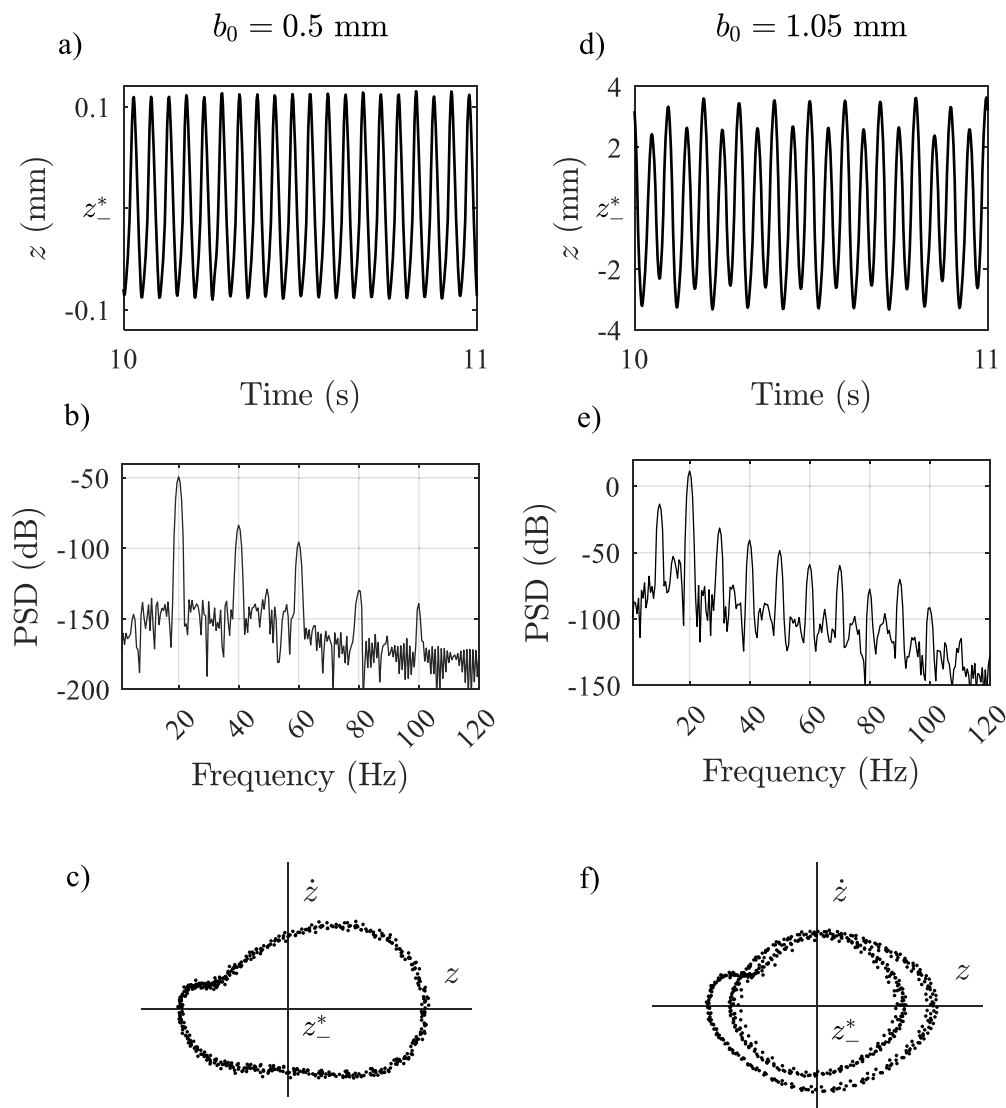 b₀ = 0.5 mm
a)
0.1
z*₋
-0.1
z (mm)
10 11
Time (s)
b)
-50
-100
-150
-200
PSD (dB)
20 40 60 80 100 120
Frequency (Hz)
c)
ż
z
z*₋
b₀ = 1.05 mm
d)
4
2
z*₋
-2
-4
z (mm)
10 11
Time (s)
e)
0
-50
-100
-150
PSD (dB)
20 40 60 80 100 120
Frequency (Hz)
f)
ż
z
z*₋